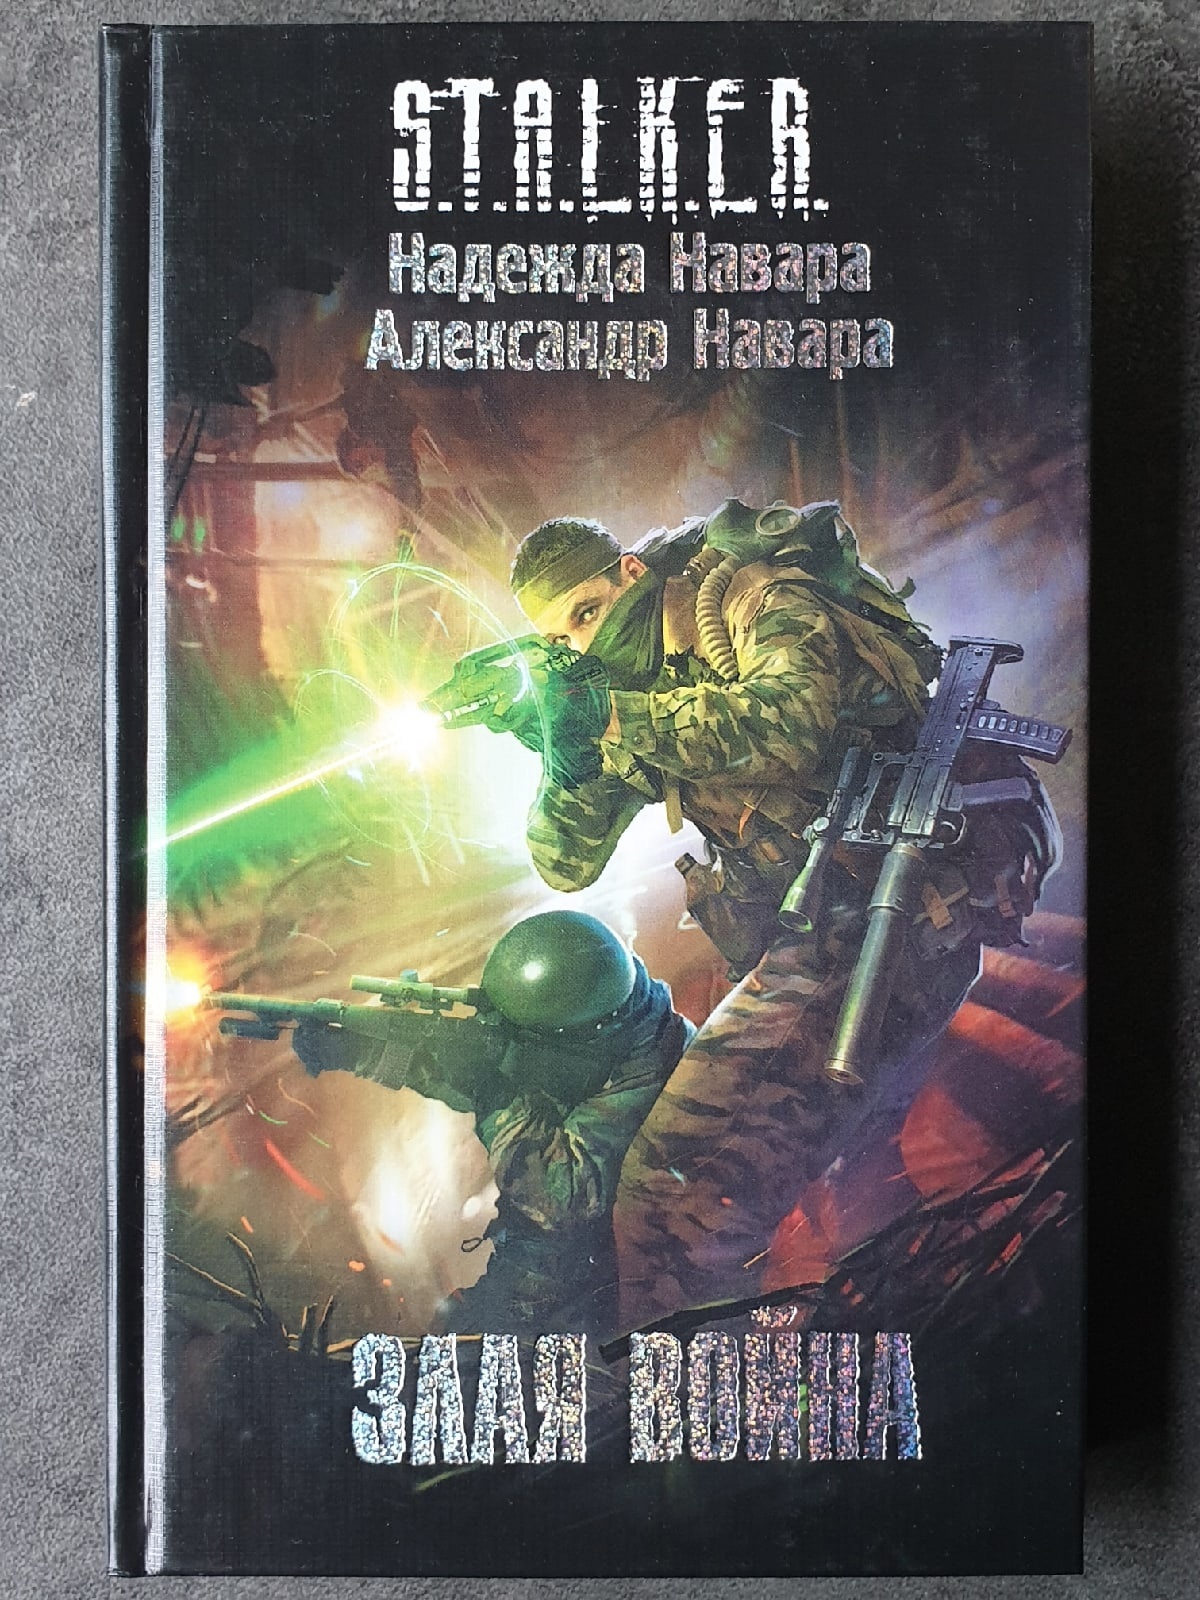 S.T.A.L.K.E.R.
Надежда Навара
Александр Навара
ЗЛАЯ ВОЙНА